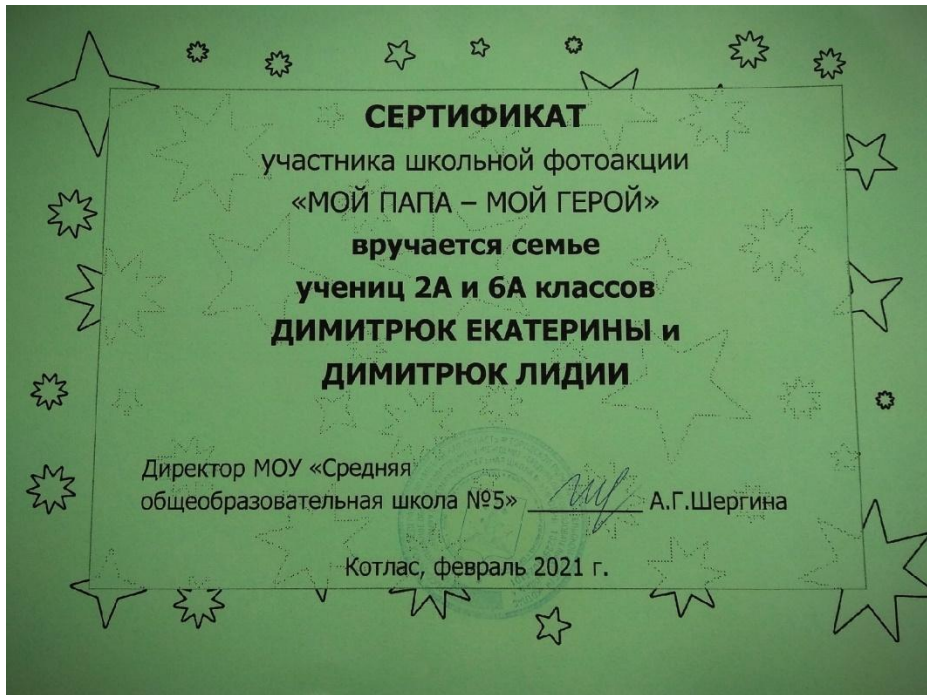 СЕРТИФИКАТ
участника школьной фотоакции
«МОЙ ПАПА – МОЙ ГЕРОЙ»
вручается семье
учениц 2А и 6А классов
ДИМИТРЮК ЕКАТЕРИНЫ и
ДИМИТРЮК ЛИДИИ
Директор МОУ «Средняя
общеобразовательная школа №5» А.Г.Шергина
Котлас, февраль 2021 г.